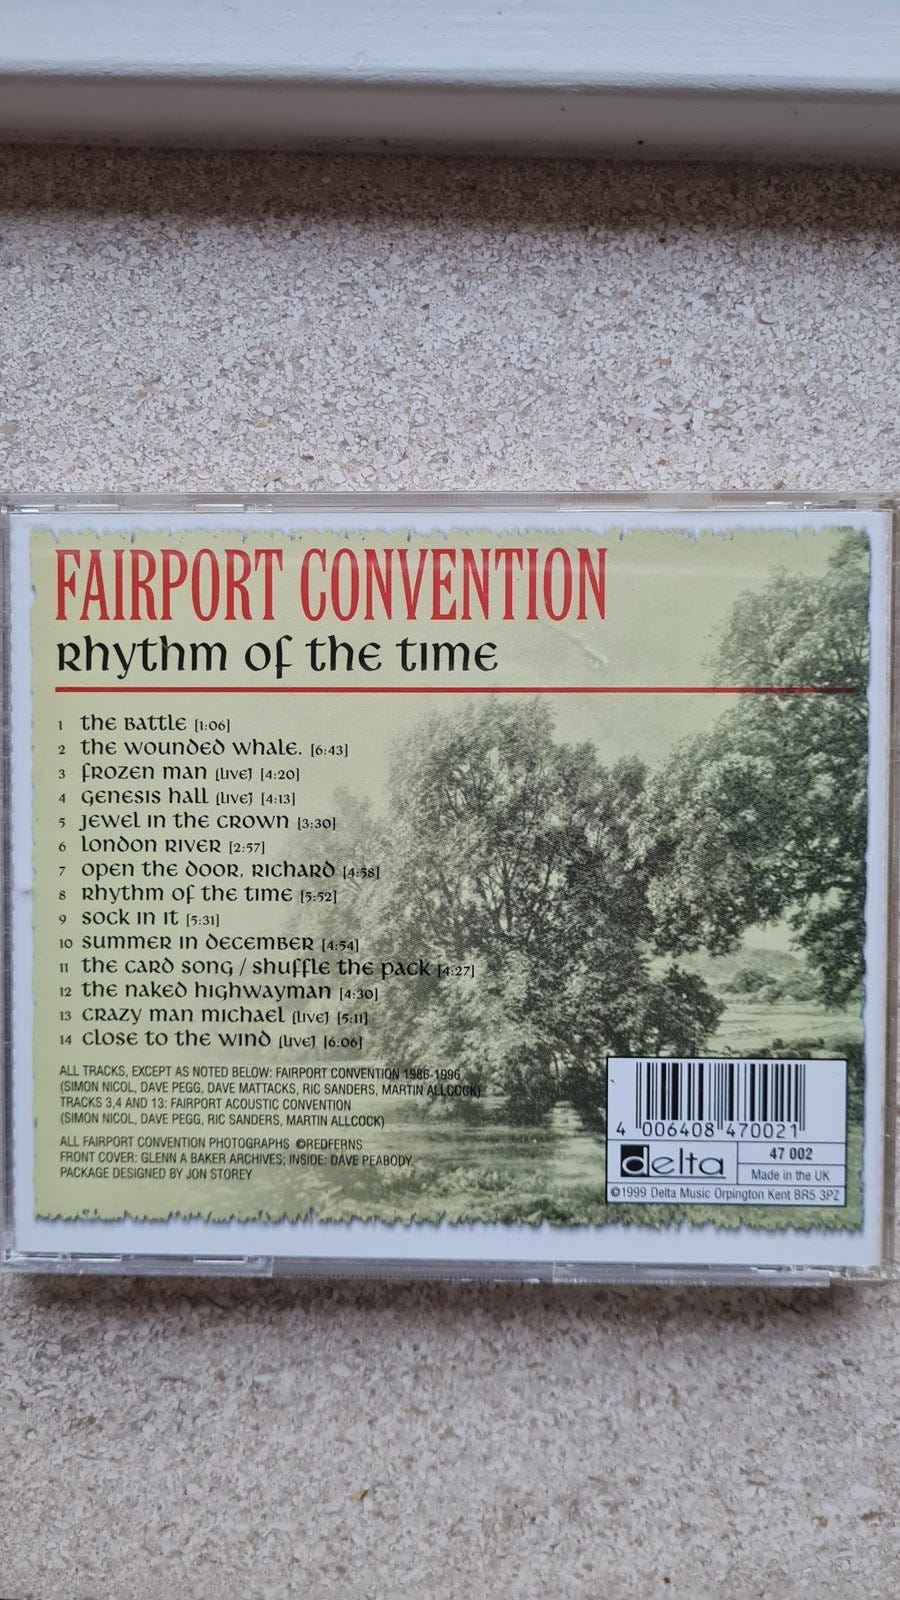 FAIRPORT CONVENTION
Rhythm of the Time
1 The Battle [1:06]
2 The Wounded Whale. [6:43]
3 Frozen Man (Live) [4:20]
4 Genesis Hall (Live) [4:13]
5 Jewel in the Crown [3:30]
6 London River [2:57]
7 Open the Door, Richard [4:58]
8 Rhythm of the Time [5:52]
9 Sock in it [5:31]
10 Summer in December [4:54]
11 The Card Song / Shuffle the Pack [4:27]
12 The Naked Highwayman [4:30]
13 Crazy Man Michael (Live) [5:11]
14 Close to the Wind (Live) [6:06]
ALL TRACKS, EXCEPT AS NOTED BELOW: FAIRPORT CONVENTION 1986-1996
(SIMON NICOL, DAVE PEGG, DAVE MATTACKS, RIC SANDERS, MARTIN ALLCOCK)
TRACKS 3,4 AND 13: FAIRPORT ACOUSTIC CONVENTION
(SIMON NICOL, DAVE PEGG, RIC SANDERS, MARTIN ALLCOCK)
ALL FAIRPORT CONVENTION PHOTOGRAPHS ©REDFERNS
FRONT COVER: GLENN A BAKER ARCHIVES; INSIDE: DAVE PEABODY.
PACKAGE DESIGNED BY JON STOREY
4 006408 470021
delta
47 002
Made in the UK
©1999 Delta Music Orpington Kent BR5 3PZ